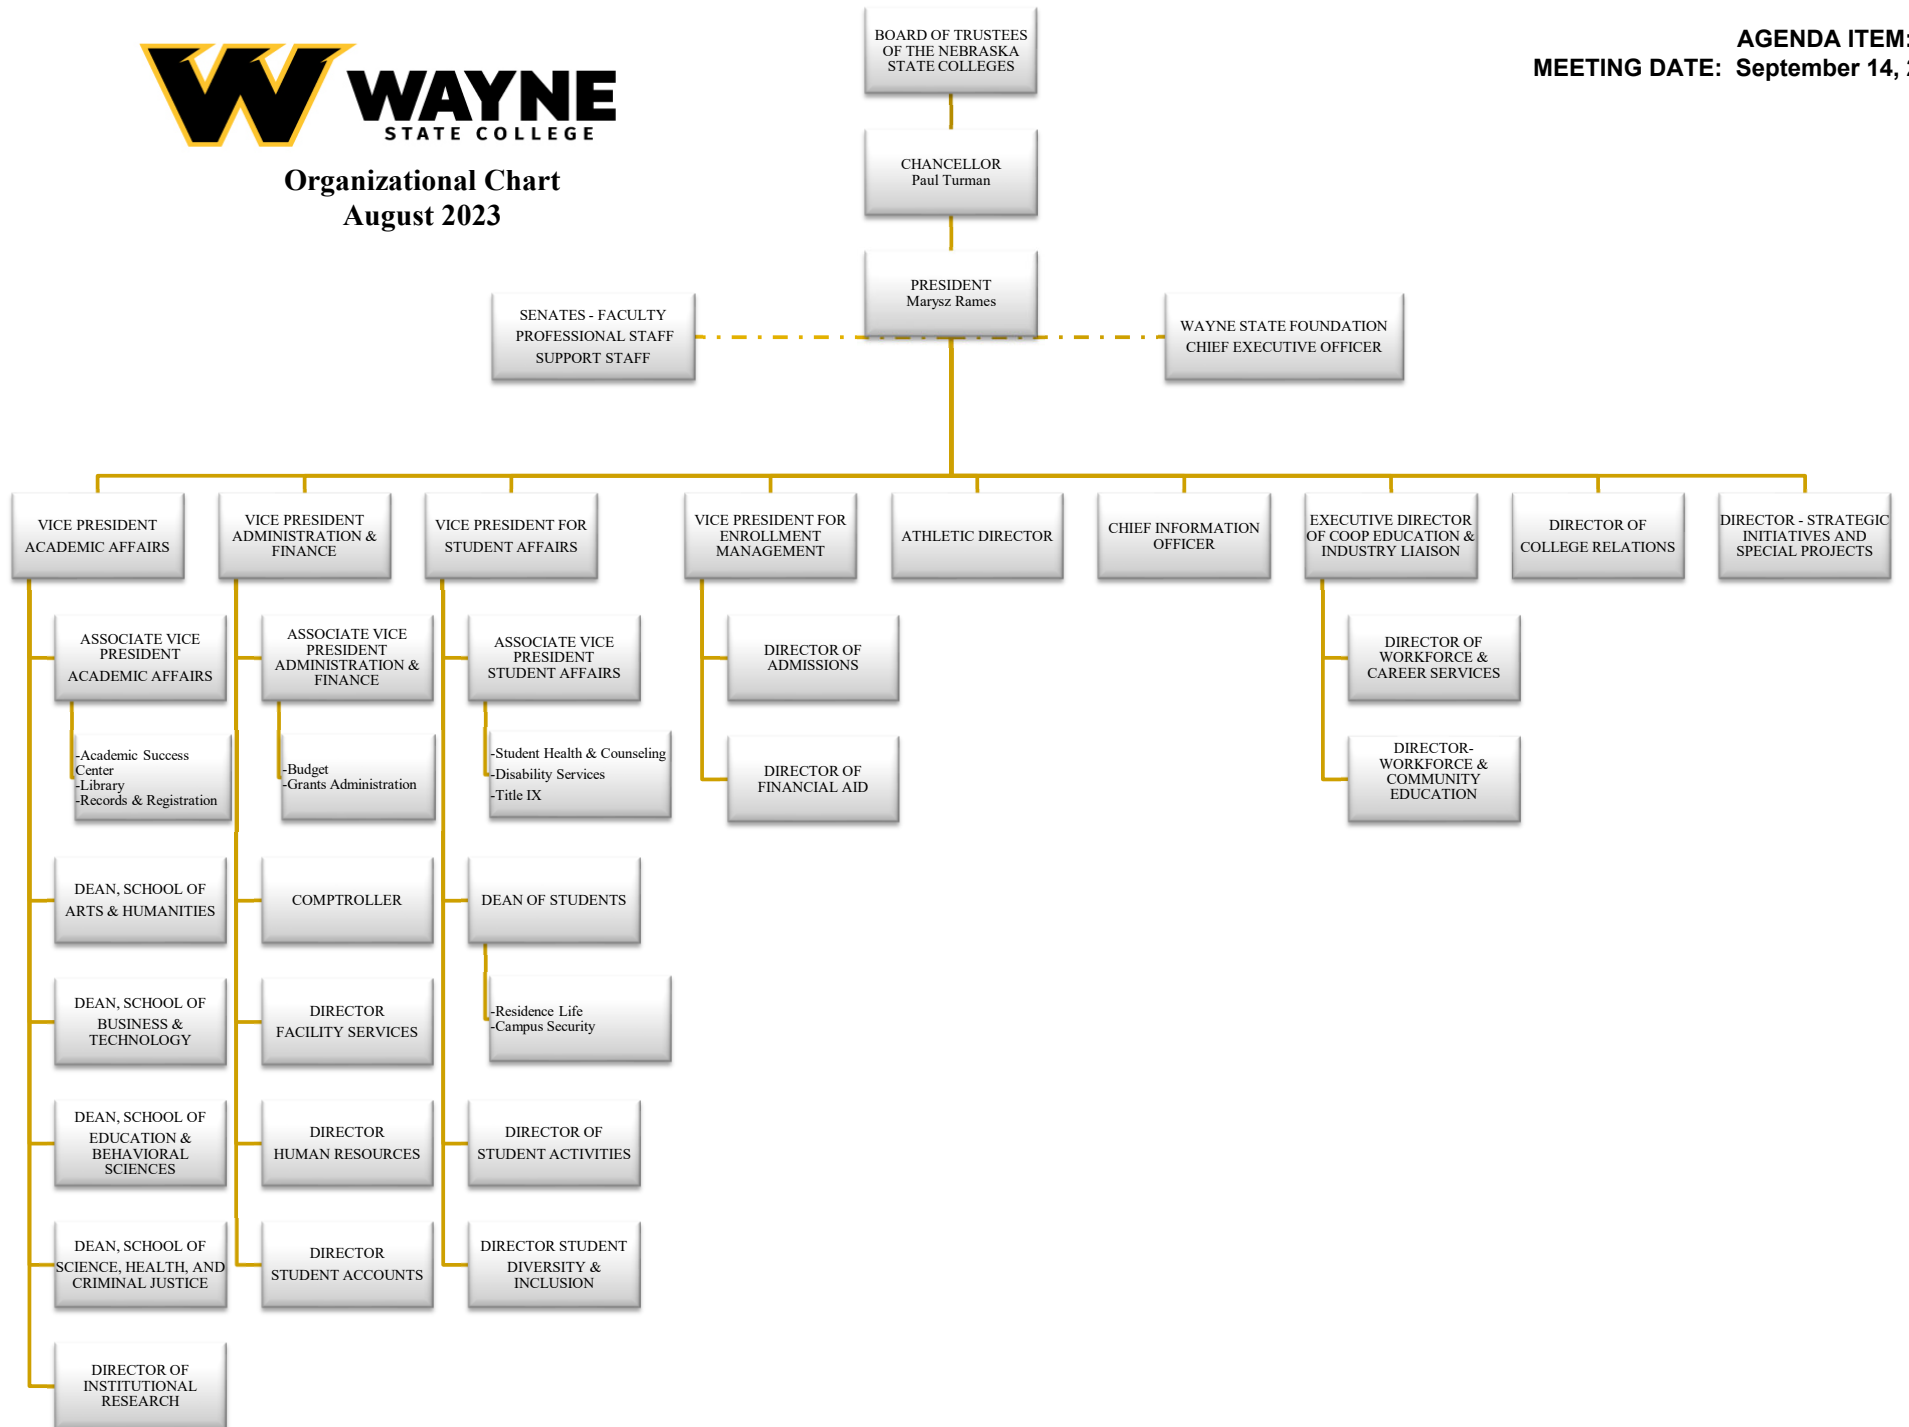 BOARD OF TRUSTEES
OF THE NEBRASKA
STATE COLLEGES
AGENDA ITEM:
MEETING DATE: September 14, 2
W WAYNE
STATE COLLEGE
Organizational Chart
August 2023
CHANCELLOR
Paul Turman
PRESIDENT
Marysz Rames
SENATES - FACULTY
PROFESSIONAL STAFF
SUPPORT STAFF
WAYNE STATE FOUNDATION
CHIEF EXECUTIVE OFFICER
VICE PRESIDENT
ACADEMIC AFFAIRS
VICE PRESIDENT
ADMINISTRATION &
FINANCE
VICE PRESIDENT FOR
STUDENT AFFAIRS
VICE PRESIDENT FOR
ENROLLMENT
MANAGEMENT
ATHLETIC DIRECTOR
CHIEF INFORMATION
OFFICER
EXECUTIVE DIRECTOR
OF COOP EDUCATION &
INDUSTRY LIAISON
DIRECTOR OF
COLLEGE RELATIONS
DIRECTOR - STRATEGIC
INITIATIVES AND
SPECIAL PROJECTS
ASSOCIATE VICE
PRESIDENT
ACADEMIC AFFAIRS
ASSOCIATE VICE
PRESIDENT
ADMINISTRATION &
FINANCE
ASSOCIATE VICE
PRESIDENT
STUDENT AFFAIRS
DIRECTOR OF
ADMISSIONS
DIRECTOR OF
WORKFORCE &
CAREER SERVICES
-Academic Success
Center
-Library
-Records & Registration
-Budget
-Grants Administration
-Student Health & Counseling
-Disability Services
-Title IX
DIRECTOR OF
FINANCIAL AID
DIRECTOR-
WORKFORCE &
COMMUNITY
EDUCATION
DEAN, SCHOOL OF
ARTS & HUMANITIES
COMPTROLLER
DEAN OF STUDENTS
DEAN, SCHOOL OF
BUSINESS &
TECHNOLOGY
DIRECTOR
FACILITY SERVICES
-Residence Life
-Campus Security
DEAN, SCHOOL OF
EDUCATION &
BEHAVIORAL
SCIENCES
DIRECTOR
HUMAN RESOURCES
DIRECTOR OF
STUDENT ACTIVITIES
DEAN, SCHOOL OF
SCIENCE, HEALTH, AND
CRIMINAL JUSTICE
DIRECTOR
STUDENT ACCOUNTS
DIRECTOR STUDENT
DIVERSITY &
INCLUSION
DIRECTOR OF
INSTITUTIONAL
RESEARCH